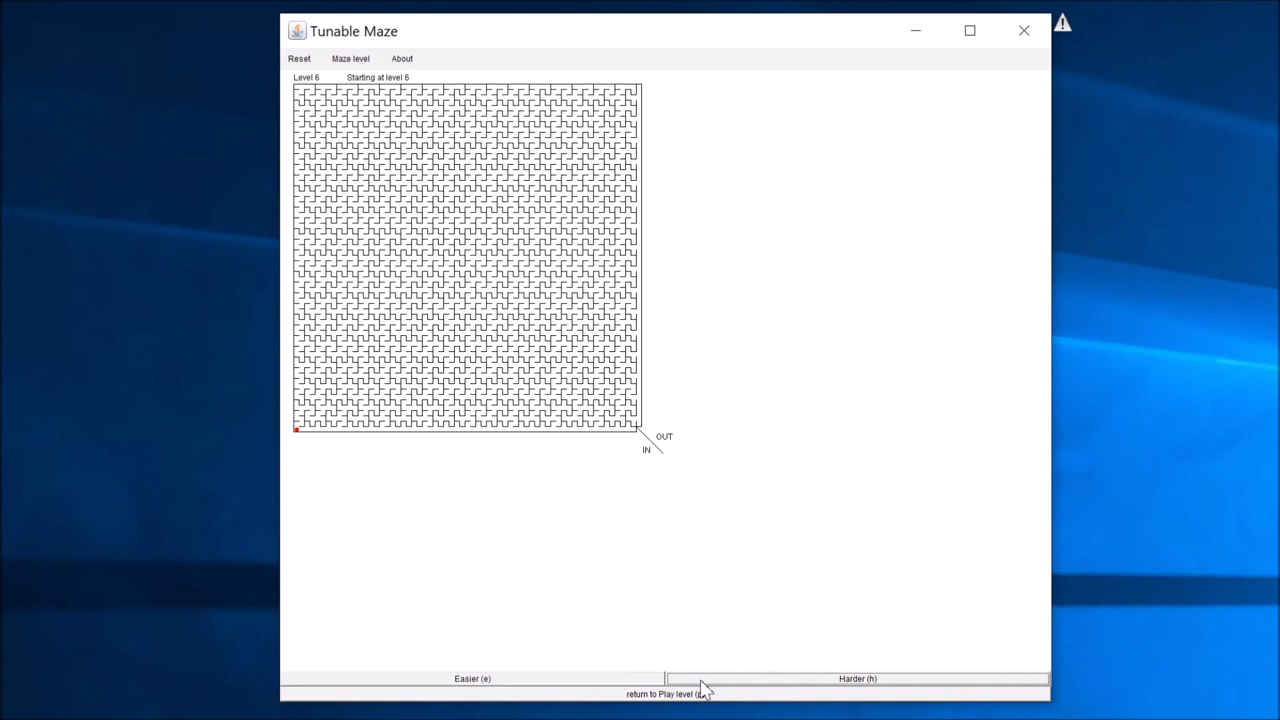 Tunable Maze
Reset Maze level About
Level 6 Starting at level 6
OUT
IN
Easier (e) Harder (h)
return to Play level